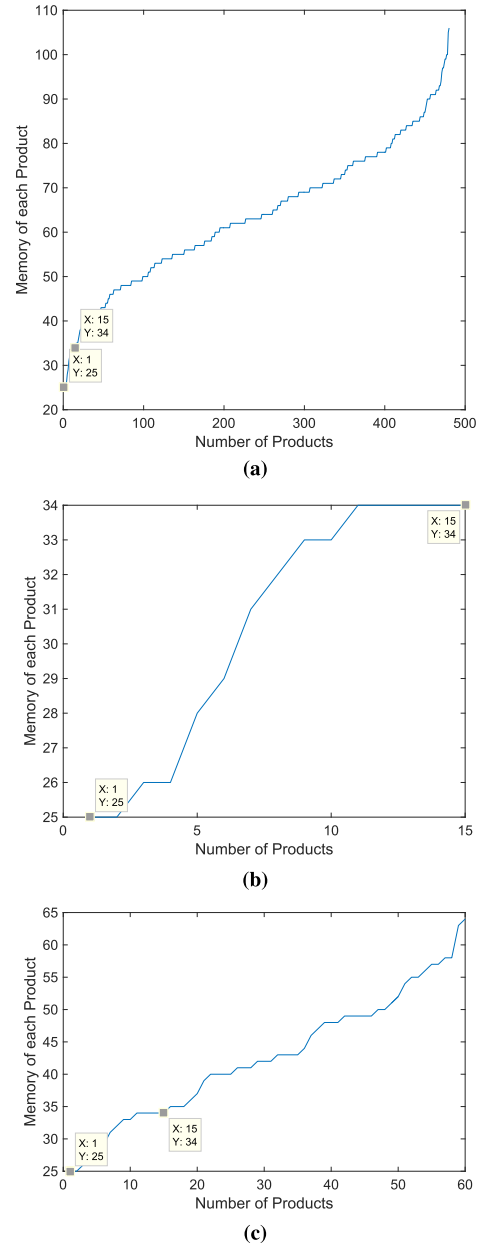 110
100
90
80
70
60
50
40
30
20
Memory of each Product
X: 15
Y: 34
X: 1
Y: 25
0
100
200
300
400
500
Number of Products
(a)
34
33
32
31
30
29
28
27
26
25
Memory of each Product
X: 15
Y: 34
X: 1
Y: 25
0
5
10
15
Number of Products
(b)
65
60
55
50
45
40
35
30
25
Memory of each Product
X: 15
Y: 34
X: 1
Y: 25
0
10
20
30
40
50
60
Number of Products
(c)